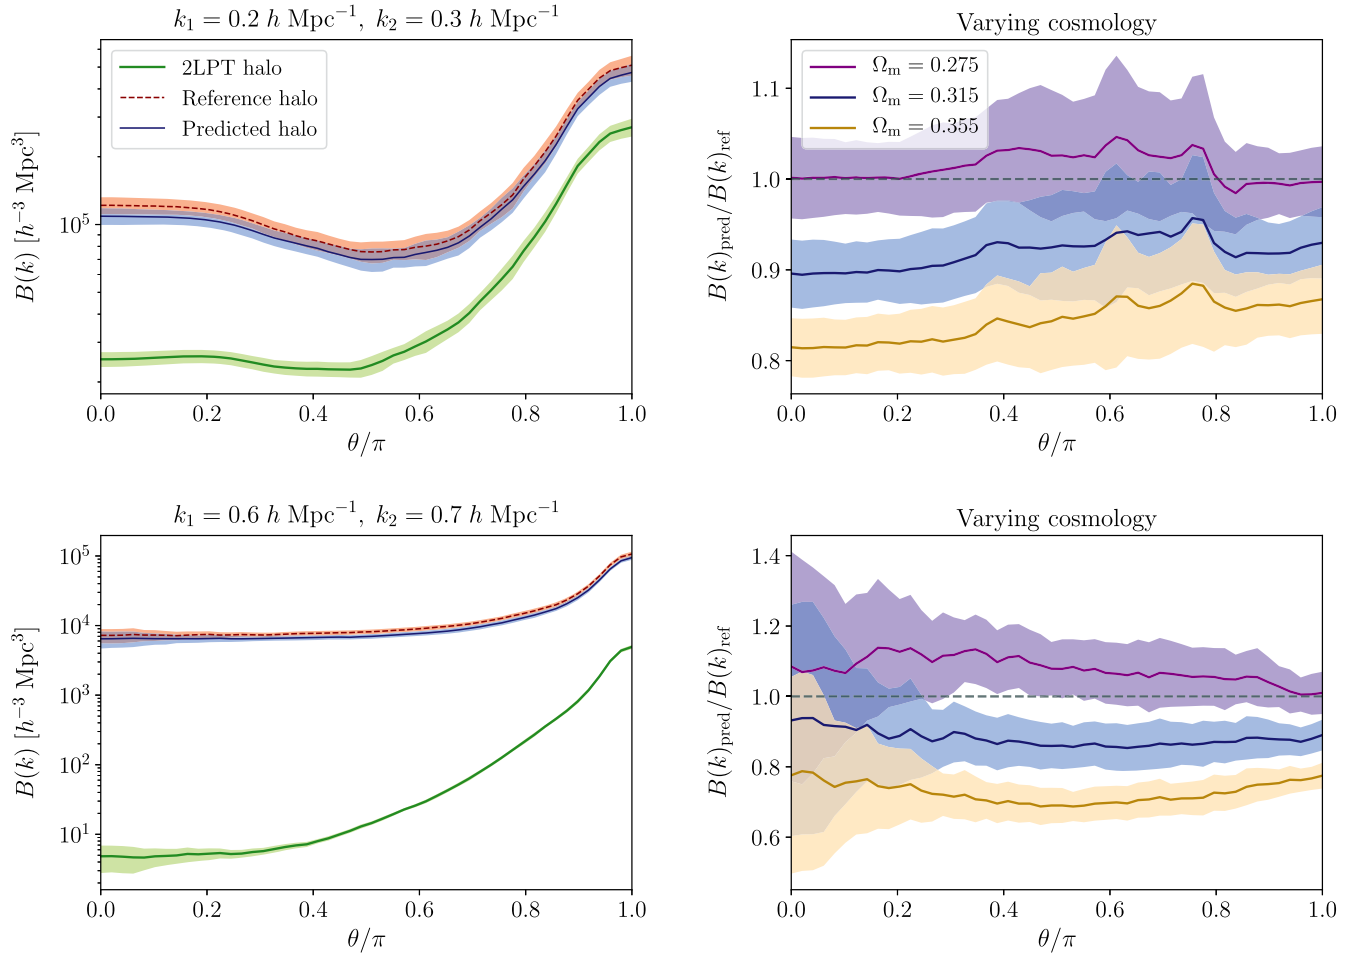 k₁ = 0.2 h Mpc⁻¹, k₂ = 0.3 h Mpc⁻¹
2LPT halo
Reference halo
Predicted halo
B(k) [h⁻³ Mpc³]
10⁵
0.0 0.2 0.4 0.6 0.8 1.0
θ/π
Varying cosmology
Ωₘ = 0.275
Ωₘ = 0.315
Ωₘ = 0.355
B(k)pred/B(k)ref
1.1
1.0
0.9
0.8
0.0 0.2 0.4 0.6 0.8 1.0
θ/π
k₁ = 0.6 h Mpc⁻¹, k₂ = 0.7 h Mpc⁻¹
B(k) [h⁻³ Mpc³]
10⁵
10⁴
10³
10²
10¹
0.0 0.2 0.4 0.6 0.8 1.0
θ/π
Varying cosmology
B(k)pred/B(k)ref
1.4
1.2
1.0
0.8
0.6
0.0 0.2 0.4 0.6 0.8 1.0
θ/π